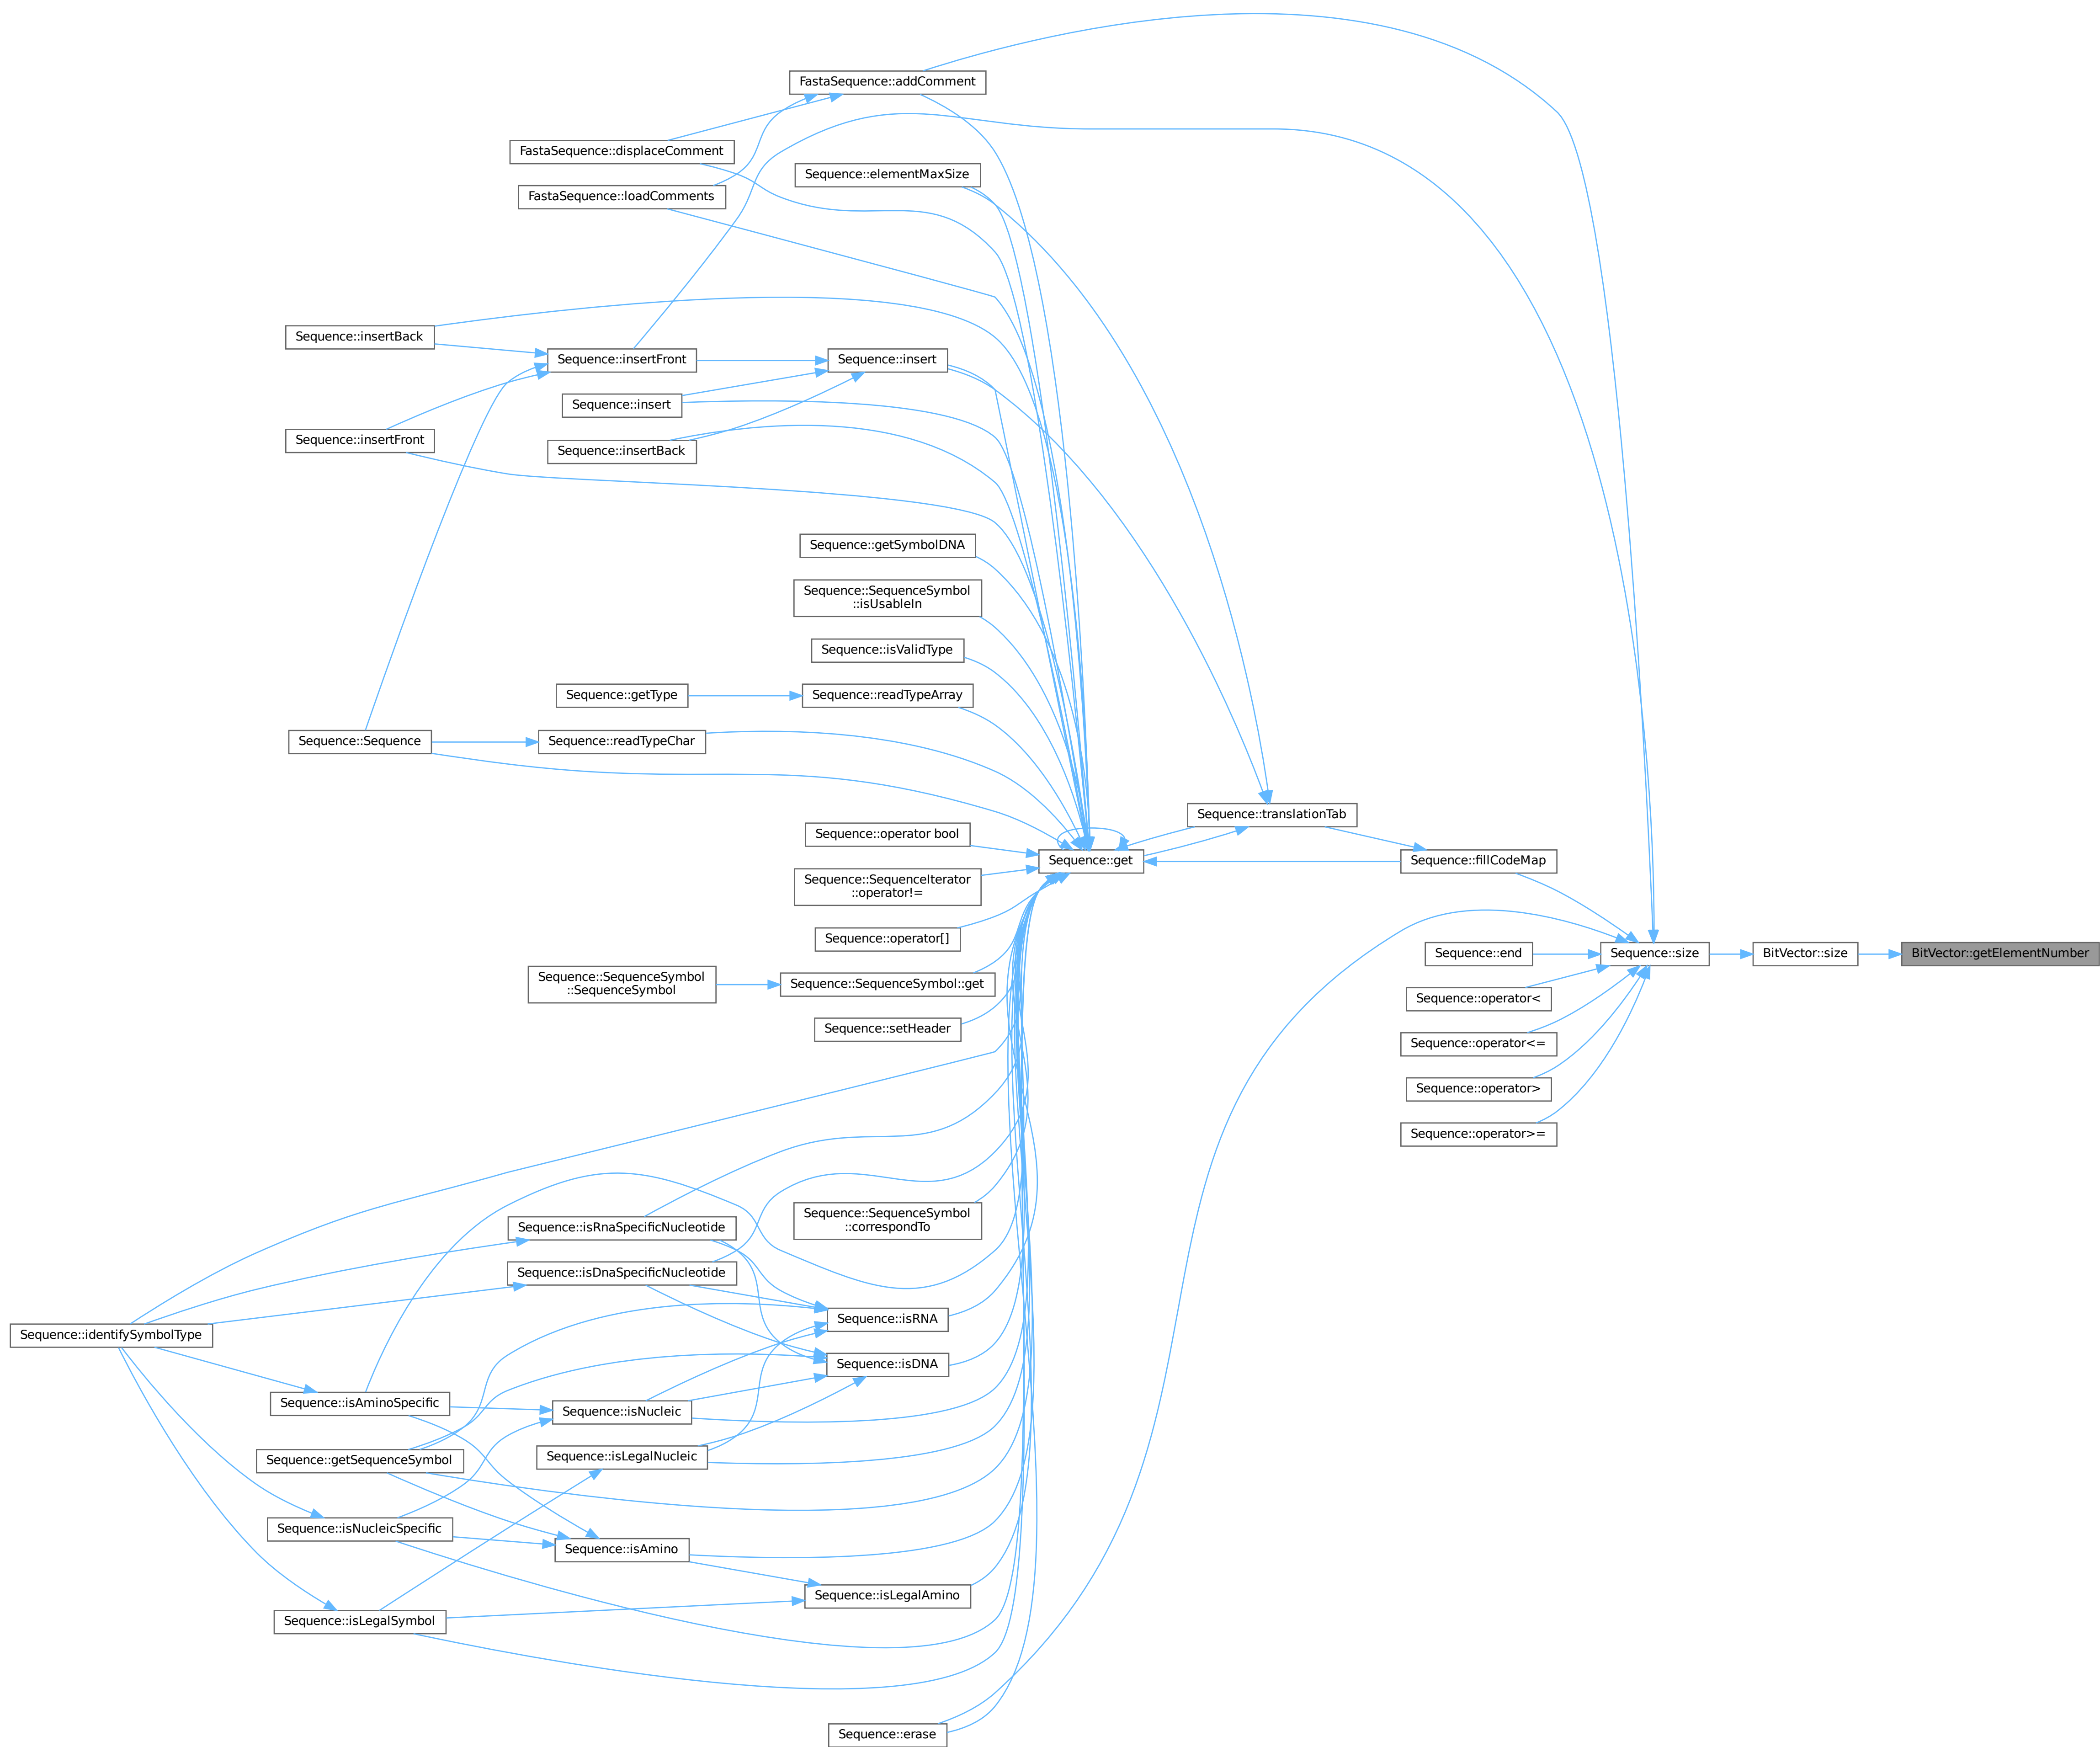 FastaSequence::addComment
FastaSequence::displaceComment
Sequence::elementMaxSize
FastaSequence::loadComments
Sequence::insertBack
Sequence::insertFront
Sequence::insert
Sequence::insert
Sequence::insertFront
Sequence::insertBack
Sequence::getSymbolDNA
Sequence::SequenceSymbol
::isUsableIn
Sequence::isValidType
Sequence::getType
Sequence::readTypeArray
Sequence::Sequence
Sequence::readTypeChar
Sequence::translationTab
Sequence::operator bool
Sequence::get
Sequence::fillCodeMap
Sequence::SequenceIterator
::operator!=
Sequence::operator[]
Sequence::end
Sequence::size
BitVector::size
BitVector::getElementNumber
Sequence::SequenceSymbol
::SequenceSymbol
Sequence::SequenceSymbol::get
Sequence::operator<
Sequence::setHeader
Sequence::operator<=
Sequence::operator>
Sequence::operator>=
Sequence::SequenceSymbol
::correspondTo
Sequence::isRnaSpecificNucleotide
Sequence::isDnaSpecificNucleotide
Sequence::isRNA
Sequence::identifySymbolType
Sequence::isDNA
Sequence::isAminoSpecific
Sequence::isNucleic
Sequence::getSequenceSymbol
Sequence::isLegalNucleic
Sequence::isNucleicSpecific
Sequence::isAmino
Sequence::isLegalAmino
Sequence::isLegalSymbol
Sequence::erase